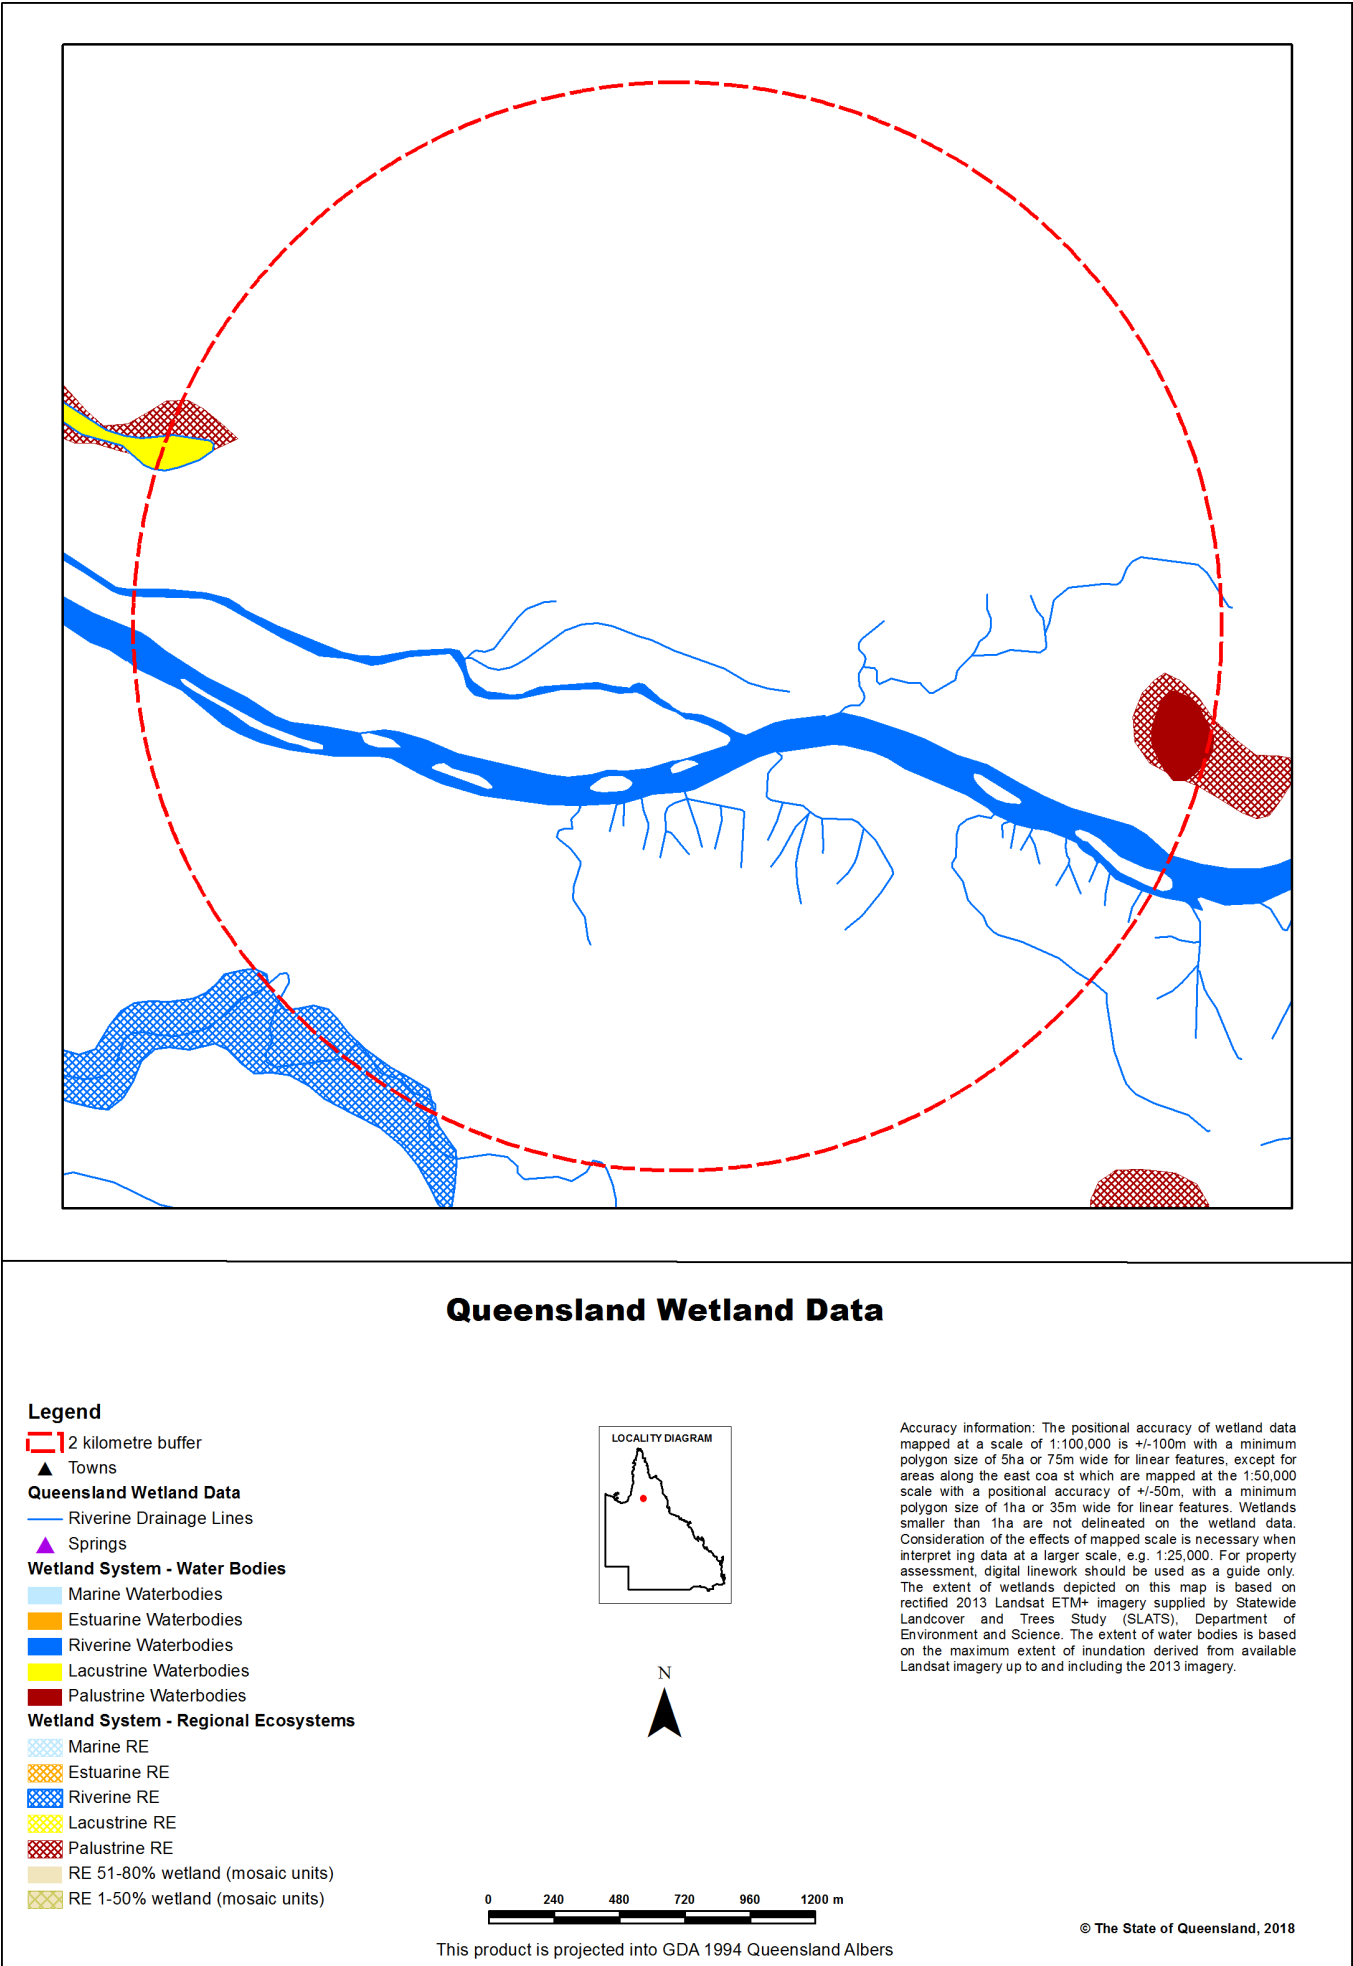 Queensland Wetland Data
Legend
2 kilometre buffer
Towns
Queensland Wetland Data
Riverine Drainage Lines
Springs
Wetland System - Water Bodies
Marine Waterbodies
Estuarine Waterbodies
Riverine Waterbodies
Lacustrine Waterbodies
Palustrine Waterbodies
Wetland System - Regional Ecosystems
Marine RE
Estuarine RE
Riverine RE
Lacustrine RE
Palustrine RE
RE 51-80% wetland (mosaic units)
RE 1-50% wetland (mosaic units)
LOCALITY DIAGRAM
N
0 240 480 720 960 1200 m
This product is projected into GDA 1994 Queensland Albers
Accuracy information: The positional accuracy of wetland data
mapped at a scale of 1:100,000 is +/-100m with a minimum
polygon size of 5ha or 75m wide for linear features, except for
areas along the east coa st which are mapped at the 1:50,000
scale with a positional accuracy of +/-50m, with a minimum
polygon size of 1ha or 35m wide for linear features. Wetlands
smaller than 1ha are not delineated on the wetland data.
Consideration of the effects of mapped scale is necessary when
interpret ing data at a larger scale, e.g. 1:25,000. For property
assessment, digital linework should be used as a guide only.
The extent of wetlands depicted on this map is based on
rectified 2013 Landsat ETM+ imagery supplied by Statewide
Landcover and Trees Study (SLATS), Department of
Environment and Science. The extent of water bodies is based
on the maximum extent of inundation derived from available
Landsat imagery up to and including the 2013 imagery.
© The State of Queensland, 2018